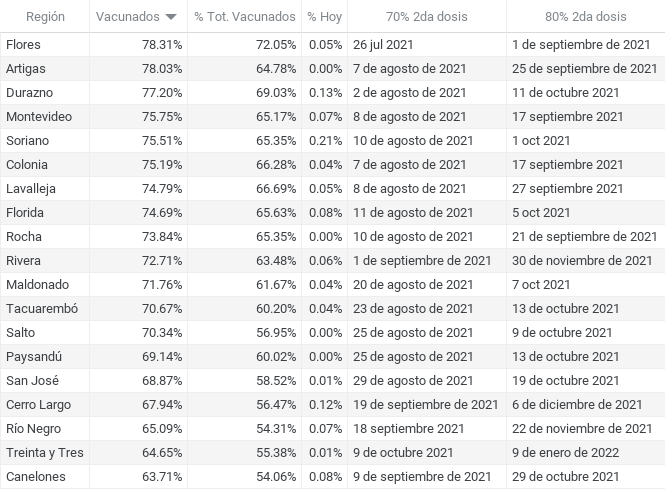 Región Vacunados % Tot. Vacunados % Hoy 70% 2da dosis 80% 2da dosis
Flores 78.31% 72.05% 0.05% 26 jul 2021 1 de septiembre de 2021
Artigas 78.03% 64.78% 0.00% 7 de agosto de 2021 25 de septiembre de 2021
Durazno 77.20% 69.03% 0.13% 2 de agosto de 2021 11 de octubre de 2021
Montevideo 75.75% 65.17% 0.07% 8 de agosto de 2021 17 septiembre 2021
Soriano 75.51% 65.35% 0.21% 10 de agosto de 2021 1 oct 2021
Colonia 75.19% 66.28% 0.04% 7 de agosto de 2021 17 septiembre 2021
Lavalleja 74.79% 66.69% 0.05% 8 de agosto de 2021 27 septiembre 2021
Florida 74.69% 65.63% 0.08% 11 de agosto de 2021 5 oct 2021
Rocha 73.84% 65.35% 0.00% 10 de agosto de 2021 21 de septiembre de 2021
Rivera 72.71% 63.48% 0.06% 1 de septiembre de 2021 30 de noviembre de 2021
Maldonado 71.76% 61.67% 0.04% 20 de agosto de 2021 7 oct 2021
Tacuarembó 70.67% 60.20% 0.04% 23 de agosto de 2021 13 de octubre 2021
Salto 70.34% 56.95% 0.00% 25 de agosto de 2021 9 de octubre 2021
Paysandú 69.14% 60.02% 0.00% 25 de agosto de 2021 13 de octubre 2021
San José 68.87% 58.52% 0.01% 29 de agosto de 2021 19 de octubre 2021
Cerro Largo 67.94% 56.47% 0.12% 19 de septiembre de 2021 6 de diciembre de 2021
Río Negro 65.09% 54.31% 0.07% 18 septiembre 2021 22 de noviembre de 2021
Treinta y Tres 64.65% 55.38% 0.01% 9 de octubre de 2021 9 de enero de 2022
Canelones 63.71% 54.06% 0.08% 9 de septiembre de 2021 29 de octubre 2021